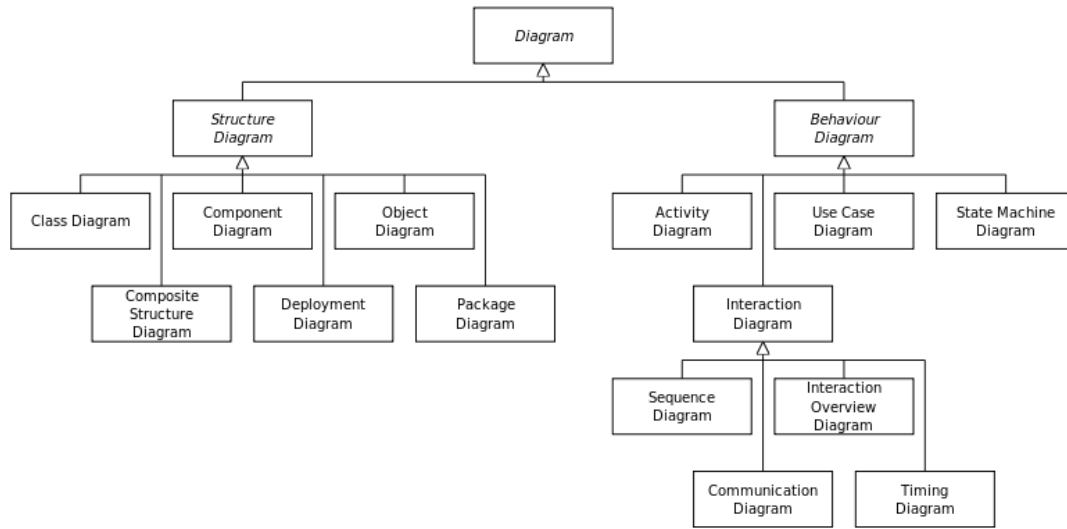 Diagram
Structure
Diagram
Behaviour
Diagram
Class Diagram
Component
Diagram
Object
Diagram
Activity
Diagram
Use Case
Diagram
State Machine
Diagram
Composite
Structure
Diagram
Deployment
Diagram
Package
Diagram
Interaction
Diagram
Sequence
Diagram
Interaction
Overview
Diagram
Communication
Diagram
Timing
Diagram